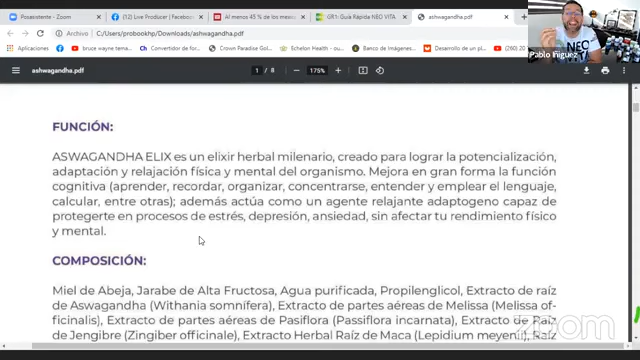 Posasistente - Zoom
(12) Live Producer | Facebook
Al menos 45 % de los mexica
GR1: Guía Rápida NEO VITA
ashwagandha.pdf
Archivo | C:/Users/probookhp/Downloads/ashwagandha.pdf
Aplicaciones
bruce wayne tema...
Convertidor de for...
Crown Paradise Gol...
Echelon Health - Ou...
Banco de Imágenes...
Desarrollo de un pl...
(260) 20
ashwagandha.pdf
1 / 8
175%
NEO
Pablo Iñiguez
FUNCIÓN:
ASWAGANDHA ELIX es un elixir herbal milenario, creado para lograr la potencialización,
adaptación y relajación física y mental del organismo. Mejora en gran forma la función
cognitiva (aprender, recordar, organizar, concentrarse, entender y emplear el lenguaje,
calcular, entre otras); además actúa como un agente relajante adaptogeno capaz de
protegerte en procesos de estrés, depresión, ansiedad, sin afectar tu rendimiento físico
y mental.
COMPOSICIÓN:
Miel de Abeja, Jarabe de Alta Fructosa, Agua purificada, Propilenglicol, Extracto de raíz
de Aswagandha (Withania somnífera), Extracto de partes aéreas de Melissa (Melissa of-
ficinalis), Extracto de partes aéreas de Pasiflora (Passiflora incarnata), Extracto de Raíz
de Jengibre (Zingiber officinale), Extracto Herbal Raíz de Maca (Lepidium meyenii), Raíz
zoom